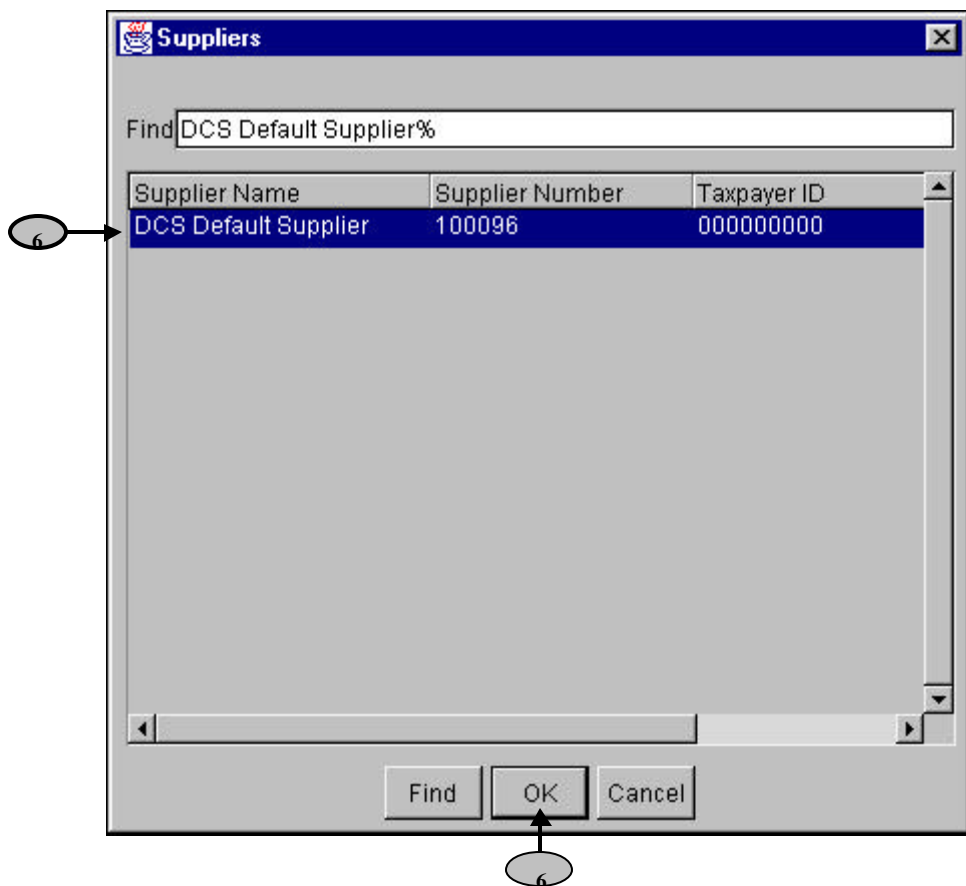 Suppliers
Find DCS Default Supplier%
Supplier Name Supplier Number Taxpayer ID
6 DCS Default Supplier 100096 000000000
Find OK Cancel
6